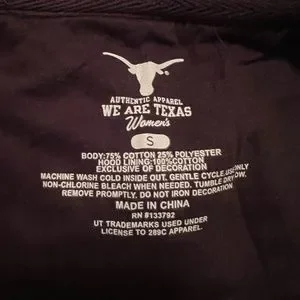 AUTHENTIC APPAREL
WE ARE TEXAS
Women's
S
BODY:75% COTTON 25% POLYESTER
HOOD LINING:100%COTTON
EXCLUSIVE OF DECORATION
MACHINE WASH COLD INSIDE OUT. GENTLE CYCLE.USE ONLY
NON-CHLORINE BLEACH WHEN NEEDED. TUMBLE DRY LOW.
REMOVE PROMPTLY. DO NOT IRON DECORATION
MADE IN CHINA
RN #133792
UT TRADEMARKS USED UNDER
LICENSE TO 289C APPAREL.